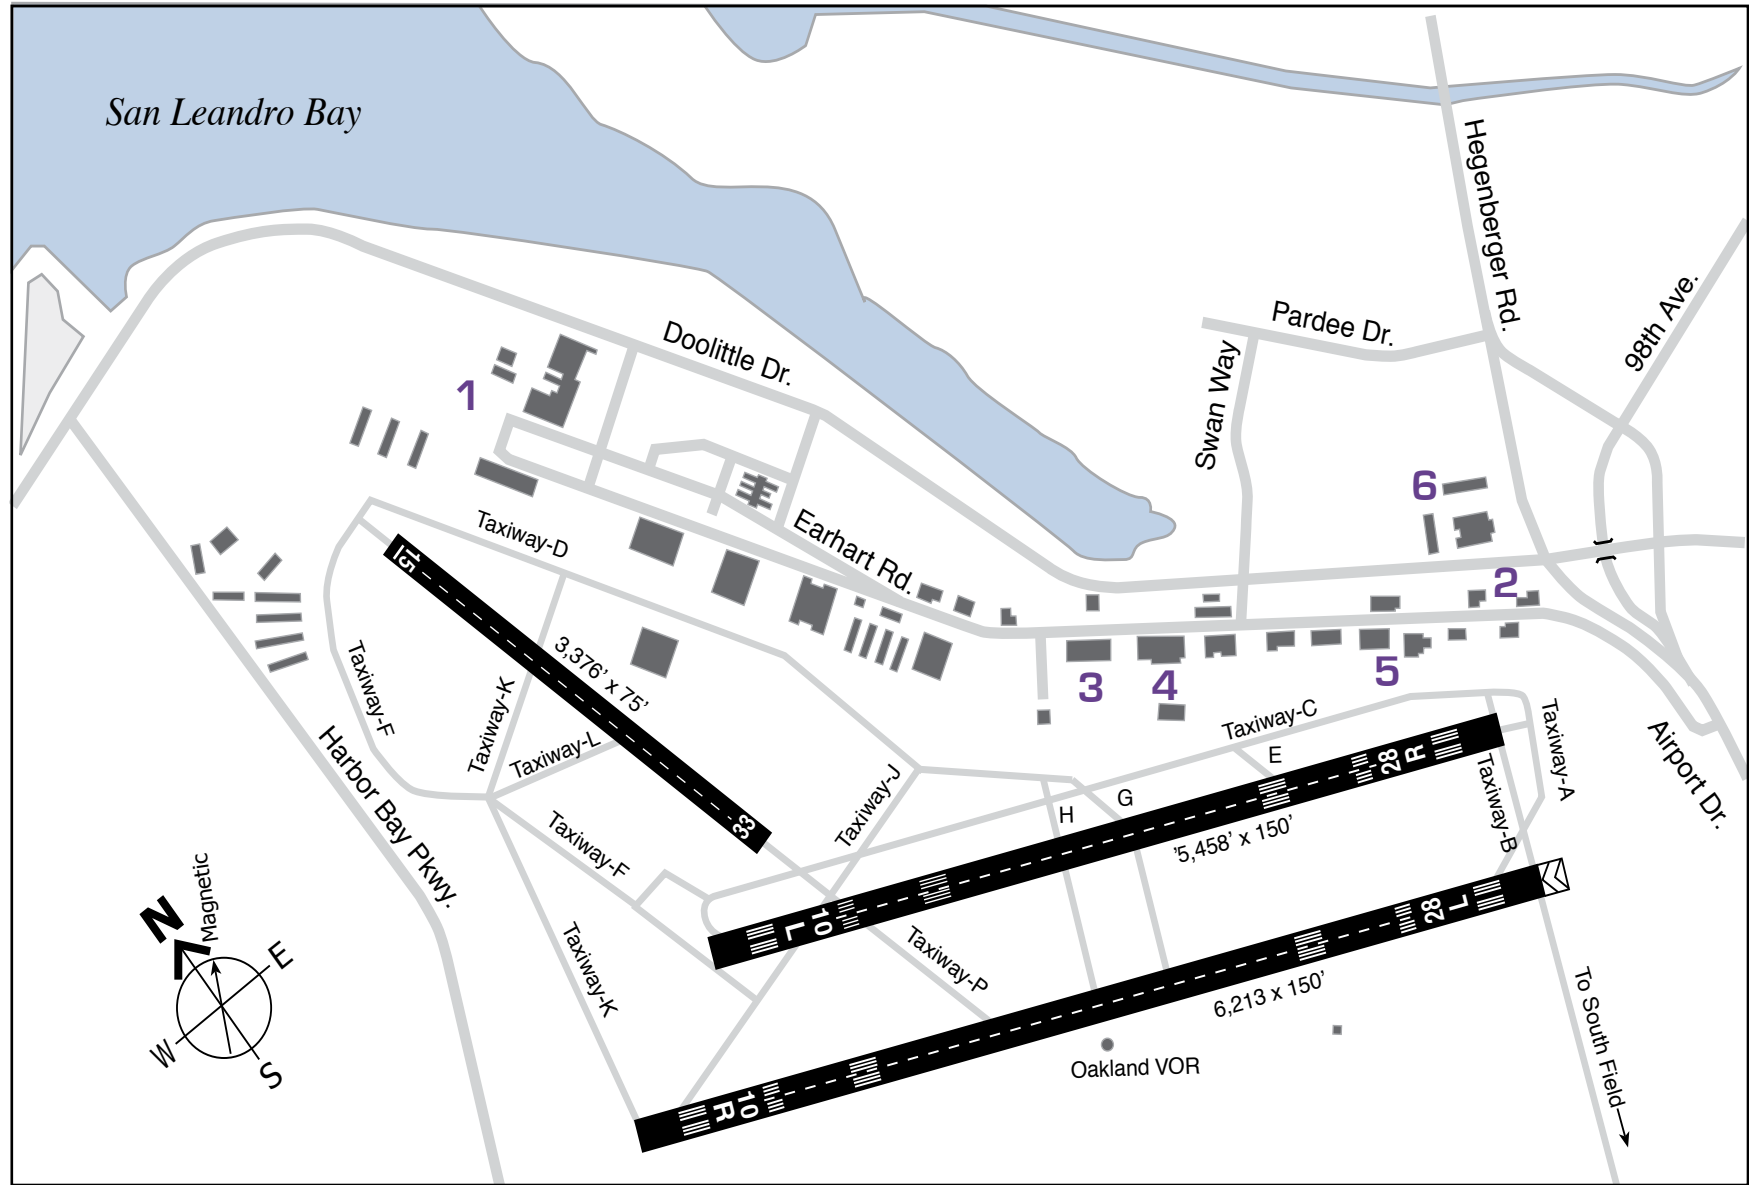 San Leandro Bay
Hegenberger Rd.
98th Ave.
Pardee Dr.
Swan Way
Doolittle Dr.
1
6
Earhart Rd.
Taxiway-D
15
2
3,376’ x 75’
Taxiway-F
Taxiway-K
Taxiway-L
3
4
5
Taxiway-C
Taxiway-A
Airport Dr.
E
28
R
Taxiway-B
Harbor Bay Pkwy.
Taxiway-J
G
H
’5,458’ x 150’
33
Taxiway-F
N
Magnetic
E
W
S
L
10
28
L
Taxiway-K
Taxiway-P
6,213 x 150’
To South Field
Oakland VOR
R
10